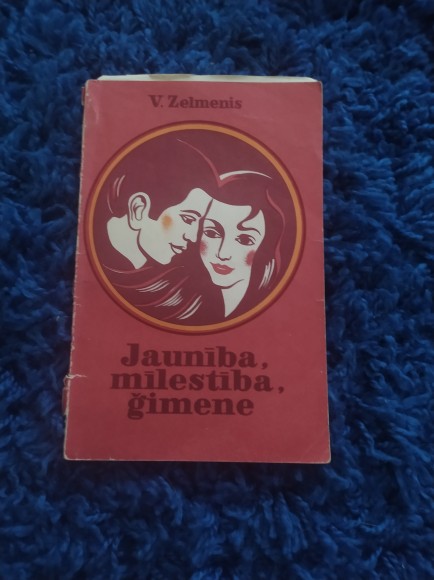 V. Zelmenis
Jaunība,
mīlestība,
ģimene